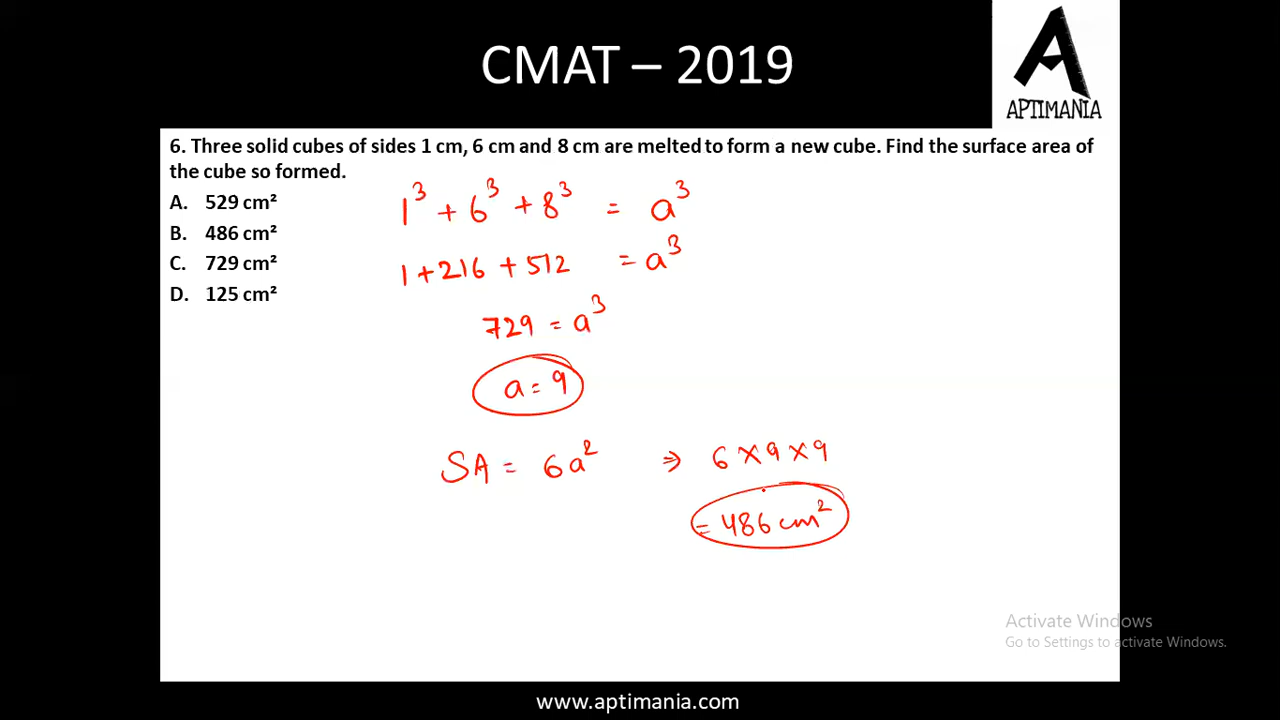 CMAT – 2019
APTIMANIA
6. Three solid cubes of sides 1 cm, 6 cm and 8 cm are melted to form a new cube. Find the surface area of
the cube so formed.
A. 529 cm²
B. 486 cm²
C. 729 cm²
D. 125 cm²
1³ + 6³ + 8³ = a³
1 + 216 + 512 = a³
729 = a³
a = 9
SA = 6a² ⇒ 6 × 9 × 9
= 486 cm²
Activate Windows
Go to Settings to activate Windows.
www.aptimania.com